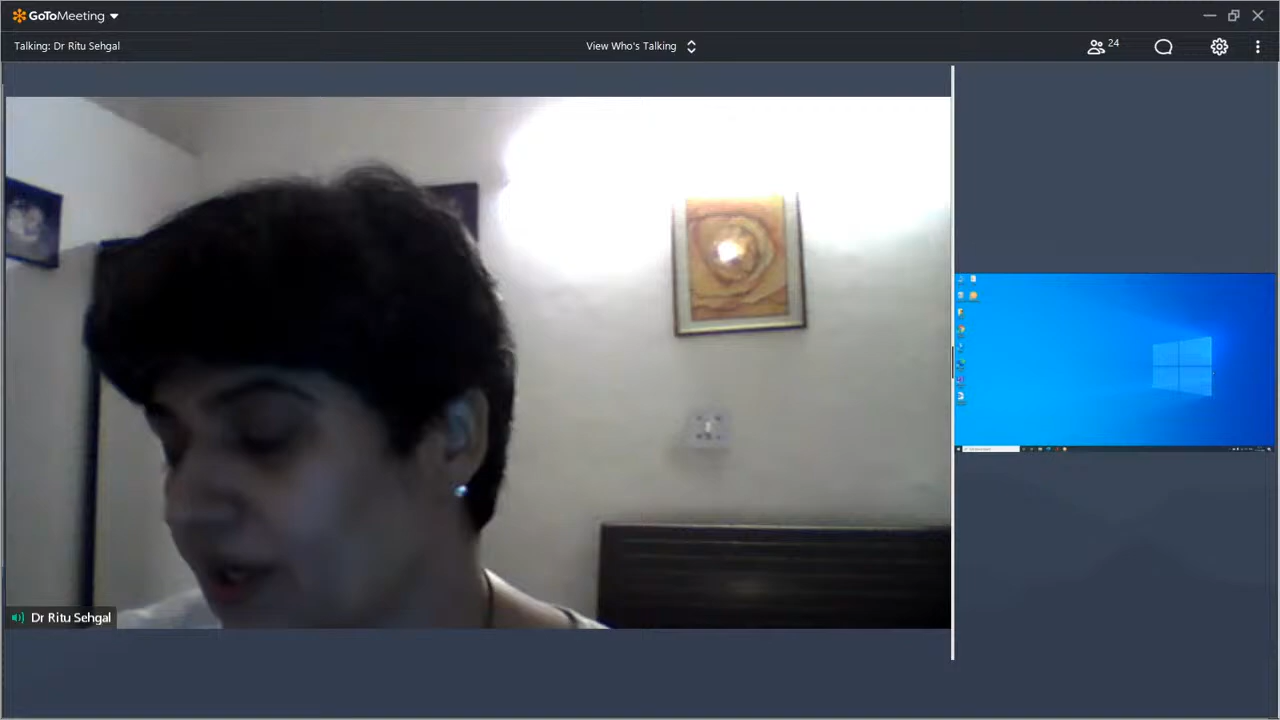 GoToMeeting
Talking: Dr Ritu Sehgal
View Who's Talking
24
Dr Ritu Sehgal